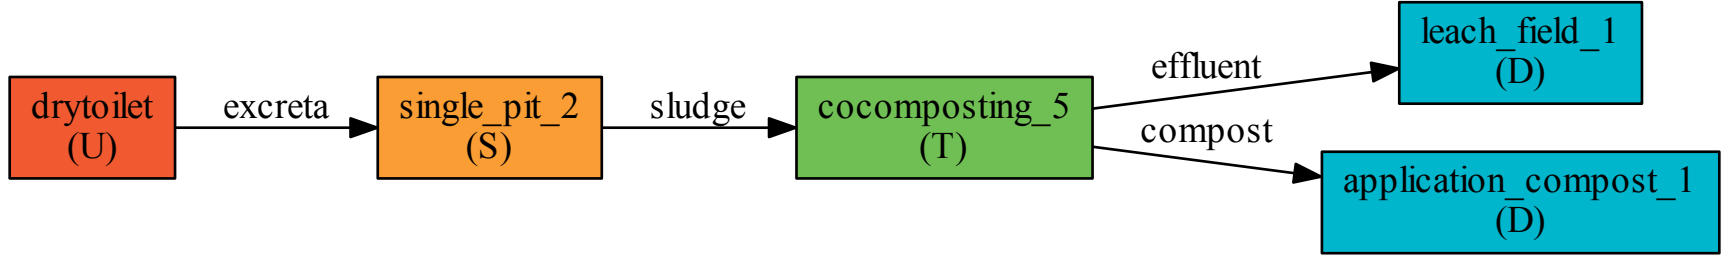 drytoilet
(U)
excreta
single_pit_2
(S)
sludge
cocomposting_5
(T)
effluent
compost
leach_field_1
(D)
application_compost_1
(D)